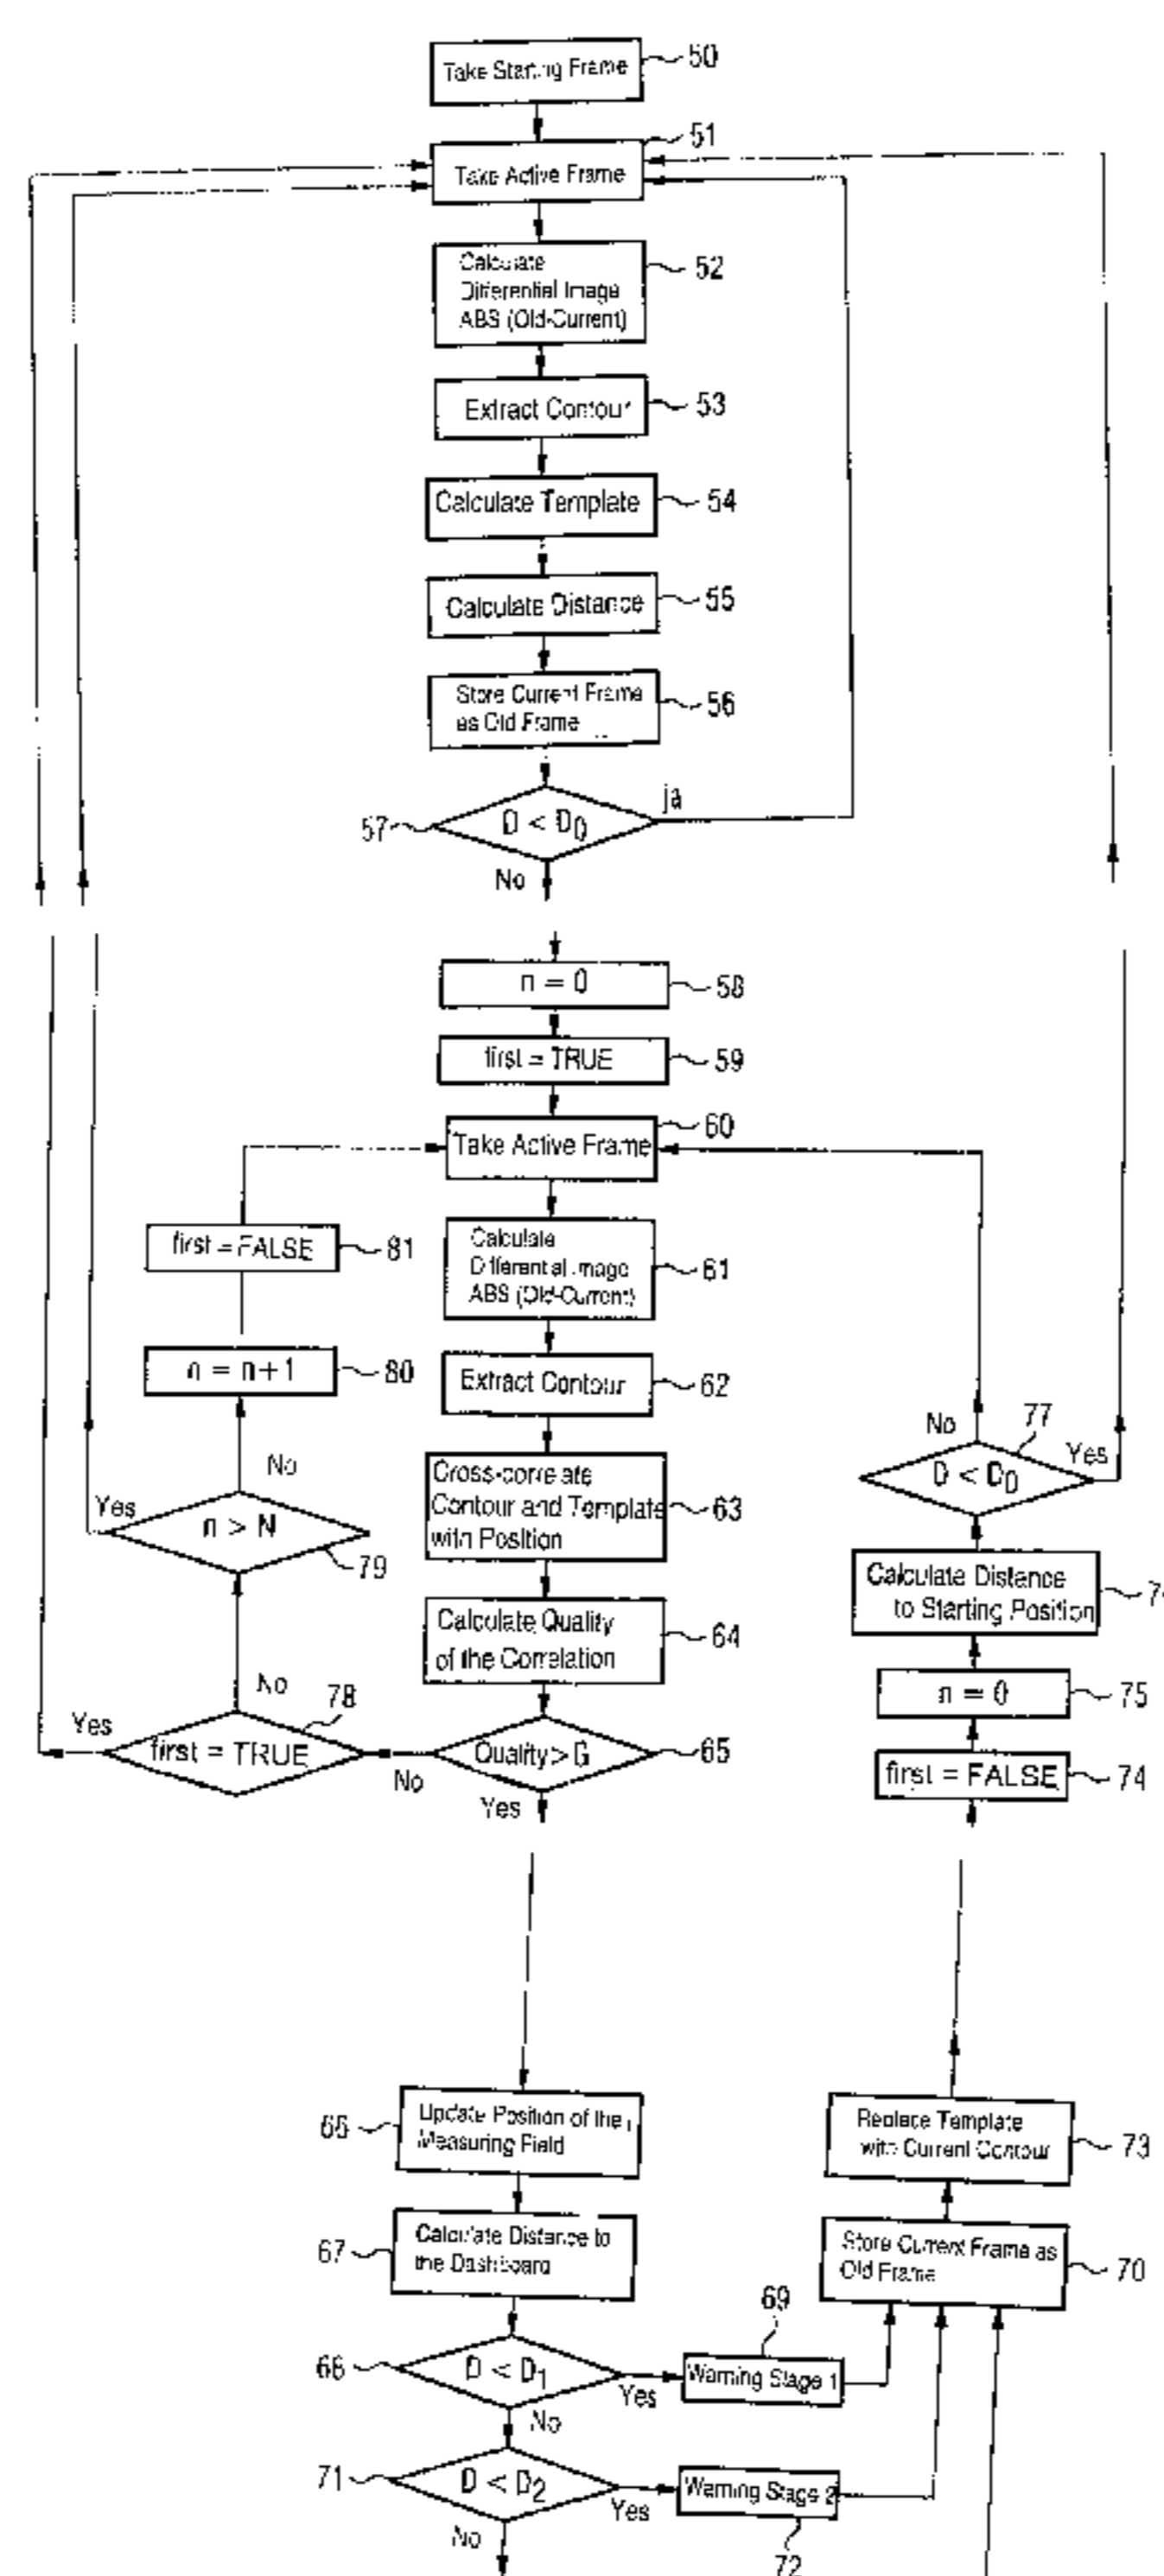 Take Starting Frame
50
51
Take Active Frame
Calculate
Differential Image
ABS (Old-Current)
52
Extract Contour
53
Calculate Template
54
Calculate Distance
55
Store Current Frame
as Old Frame
56
57
D < D0
ja
No
n = 0
58
first = TRUE
59
Take Active Frame
60
first = FALSE
81
Calculate
Differential Image
ABS (Old-Current)
61
n = n+1
80
Extract Contour
62
No
77
Yes
D < D0
No
Yes
n > N
79
Cross-correlate
Contour and Template
with Position
63
Calculate Distance
to Starting Position
Calculate Quality
of the Correlation
64
n = 0
75
No
78
Yes
first = TRUE
No
Quality > G
65
Yes
first = FALSE
74
66
Update Position of the
Measuring Field
Replace Template
with Current Contour
73
67
Calculate Distance to
the Dashboard
Store Current Frame as
Old Frame
70
69
68
D < D1
Yes
Warning Stage 1
No
71
D < D2
Yes
Warning Stage 2
No
72